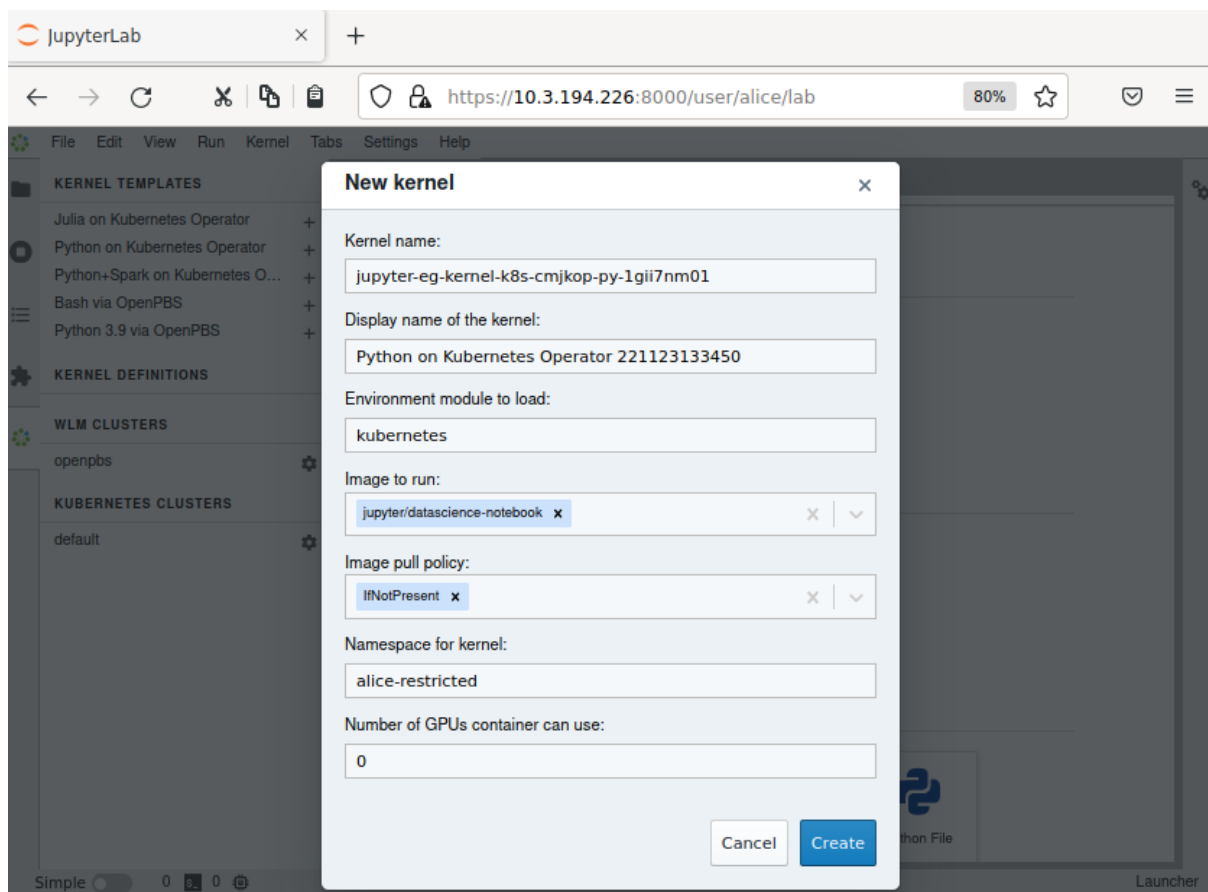 JupyterLab
https://10.3.194.226:8000/user/alice/lab
80%
File Edit View Run Kernel Tabs Settings Help
KERNEL TEMPLATES
Julia on Kubernetes Operator
Python on Kubernetes Operator
Python+Spark on Kubernetes O...
Bash via OpenPBS
Python 3.9 via OpenPBS
KERNEL DEFINITIONS
WLM CLUSTERS
openpbs
KUBERNETES CLUSTERS
default
New kernel
Kernel name:
jupyter-eg-kernel-k8s-cmjkop-py-1gii7nm01
Display name of the kernel:
Python on Kubernetes Operator 221123133450
Environment module to load:
kubernetes
Image to run:
jupyter/datascience-notebook
Image pull policy:
IfNotPresent
Namespace for kernel:
alice-restricted
Number of GPUs container can use:
0
Cancel Create
thon File
Simple 0 0 Launcher